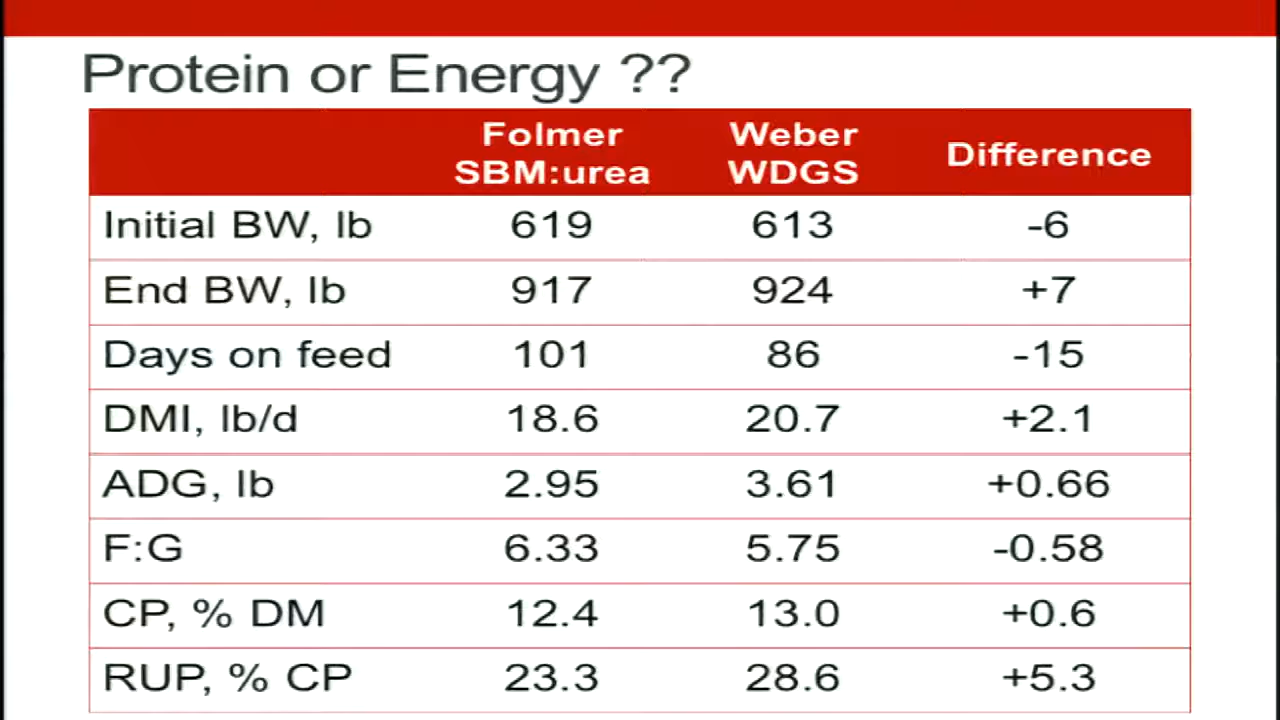 Protein or Energy ??
Folmer SBM:urea Weber WDGS Difference
Initial BW, lb 619 613 -6
End BW, lb 917 924 +7
Days on feed 101 86 -15
DMI, lb/d 18.6 20.7 +2.1
ADG, lb 2.95 3.61 +0.66
F:G 6.33 5.75 -0.58
CP, % DM 12.4 13.0 +0.6
RUP, % CP 23.3 28.6 +5.3